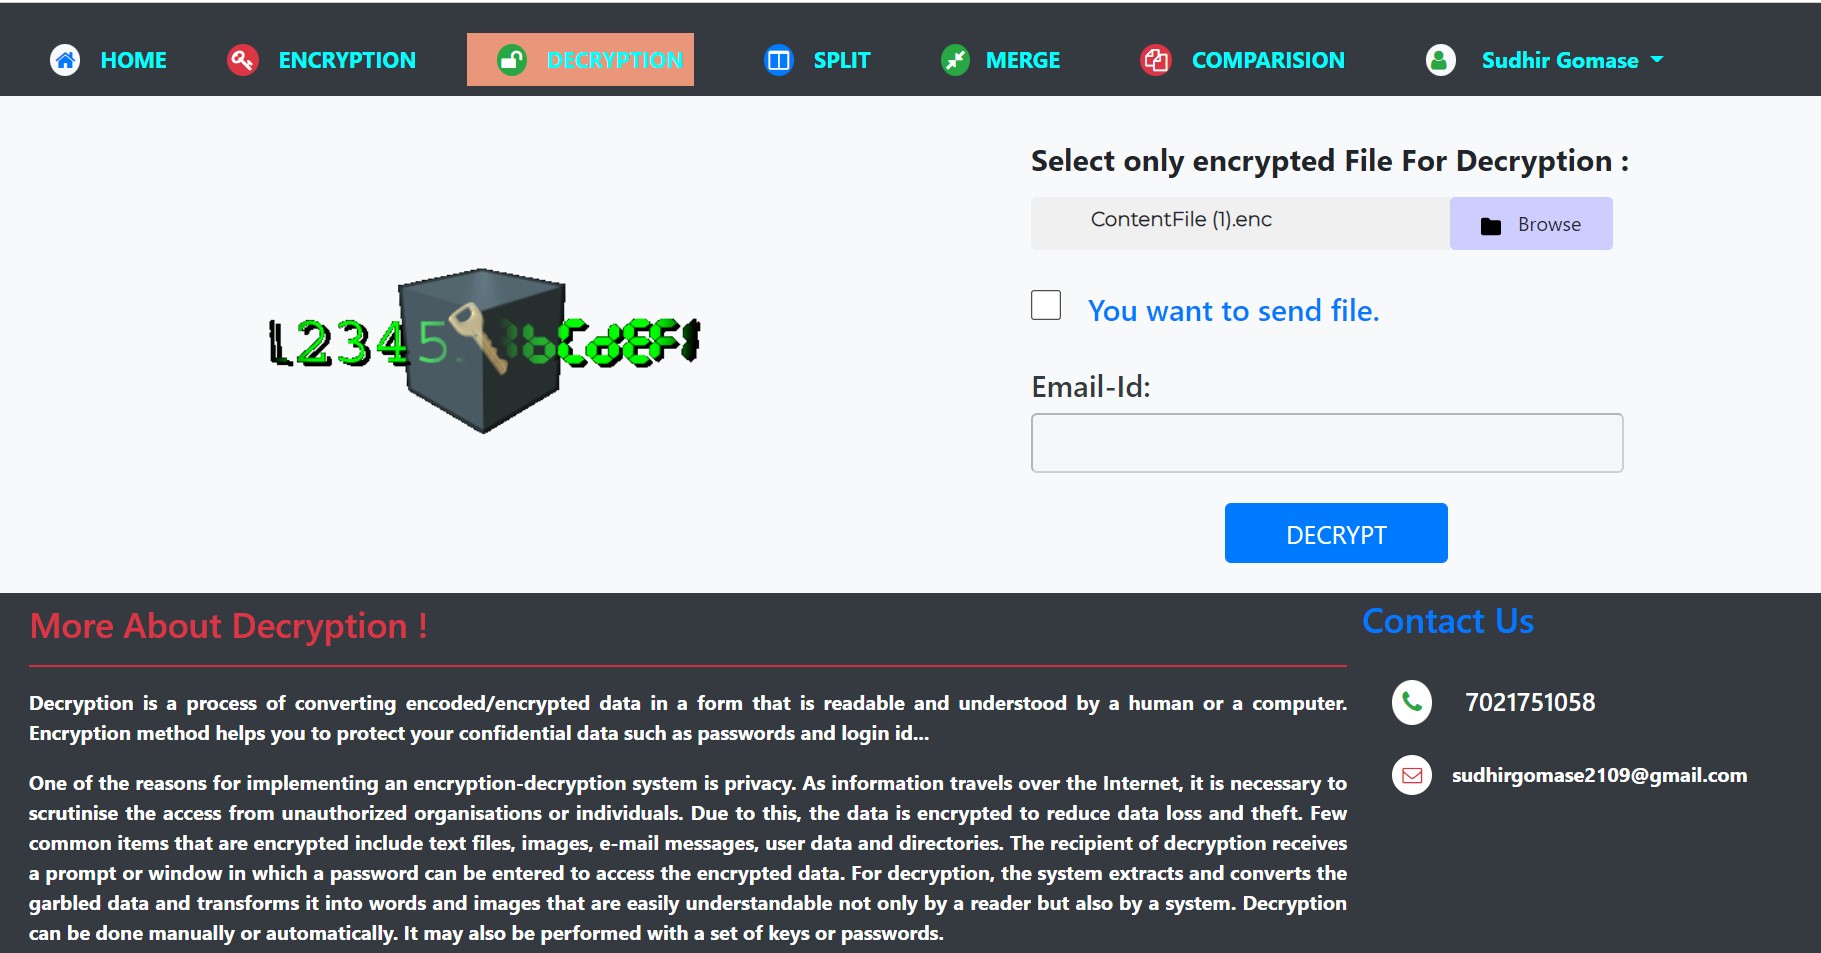 HOME ENCRYPTION DECRYPTION SPLIT MERGE COMPARISION Sudhir Gomase
Select only encrypted File For Decryption :
ContentFile (1).enc Browse
You want to send file.
Email-Id:
DECRYPT
More About Decryption !
Decryption is a process of converting encoded/encrypted data in a form that is readable and understood by a human or a computer.
Encryption method helps you to protect your confidential data such as passwords and login id...
One of the reasons for implementing an encryption-decryption system is privacy. As information travels over the Internet, it is necessary to
scrutinise the access from unauthorized organisations or individuals. Due to this, the data is encrypted to reduce data loss and theft. Few
common items that are encrypted include text files, images, e-mail messages, user data and directories. The recipient of decryption receives
a prompt or window in which a password can be entered to access the encrypted data. For decryption, the system extracts and converts the
garbled data and transforms it into words and images that are easily understandable not only by a reader but also by a system. Decryption
can be done manually or automatically. It may also be performed with a set of keys or passwords.
Contact Us
7021751058
sudhirgomase2109@gmail.com